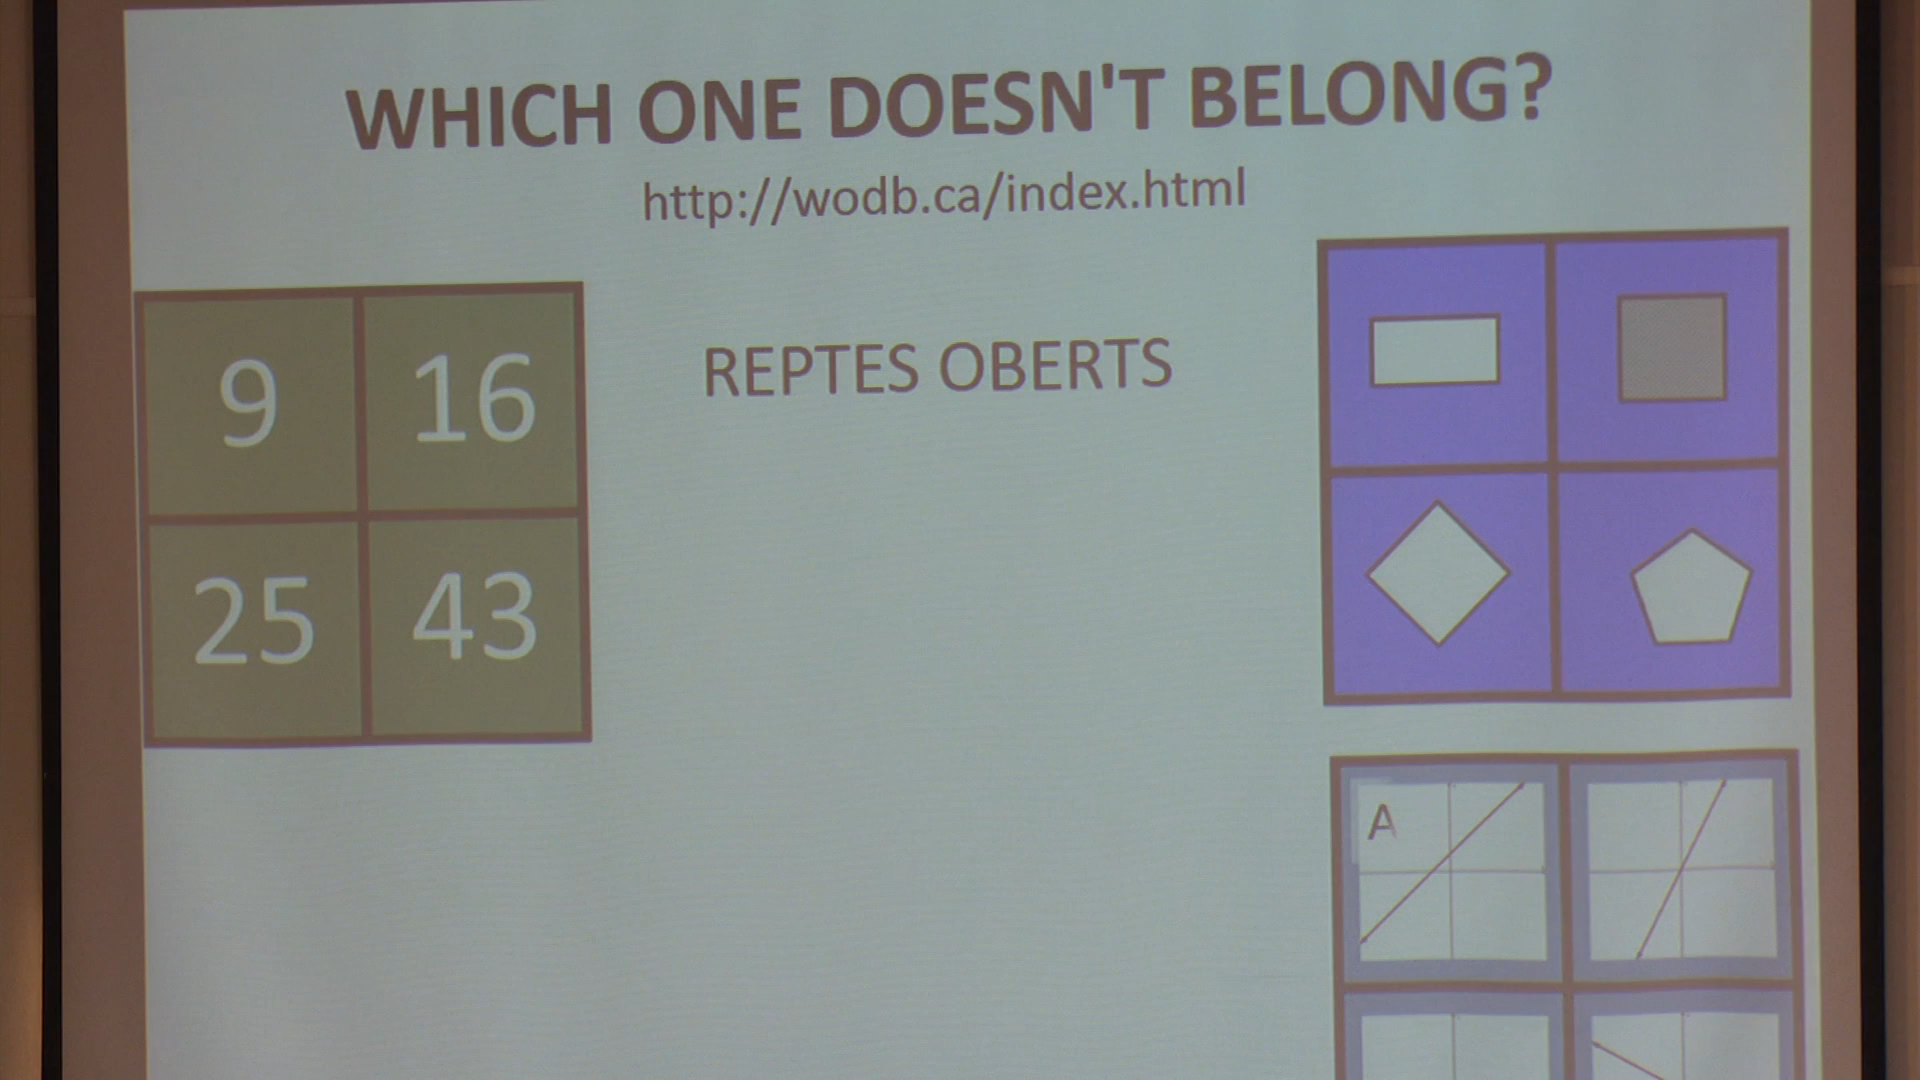 WHICH ONE DOESN'T BELONG?
http://wodb.ca/index.html
REPTES OBERTS
9 16
25 43
A